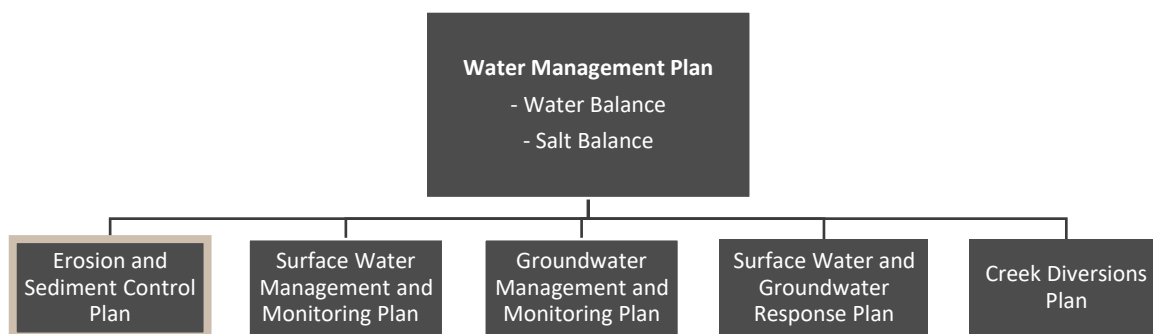 Water Management Plan
- Water Balance
- Salt Balance
Erosion and
Sediment Control
Plan
Surface Water
Management and
Monitoring Plan
Groundwater
Management and
Monitoring Plan
Surface Water and
Groundwater
Response Plan
Creek Diversions
Plan